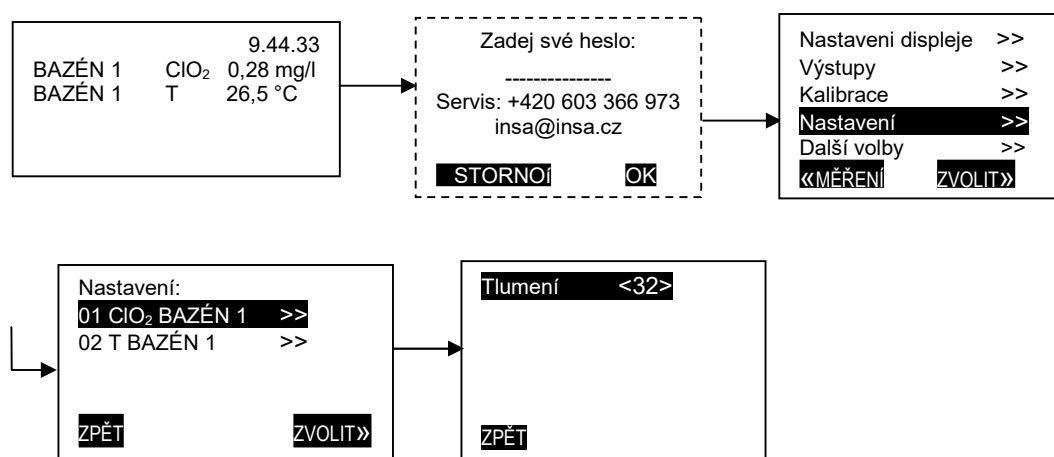 9.44.33
BAZÉN 1 ClO₂ 0,28 mg/l
BAZÉN 1 T 26,5 °C
Zadej své heslo:
---------------
Servis: +420 603 366 973
insa@insa.cz
STORNOí OK
Nastaveni displeje >>
Výstupy >>
Kalibrace >>
Nastavení >>
Další volby >>
«MĚŘENÍ ZVOLIT»
Nastavení:
01 ClO₂ BAZÉN 1 >>
02 T BAZÉN 1 >>
ZPĚT ZVOLIT»
Tlumení <32>
ZPĚT